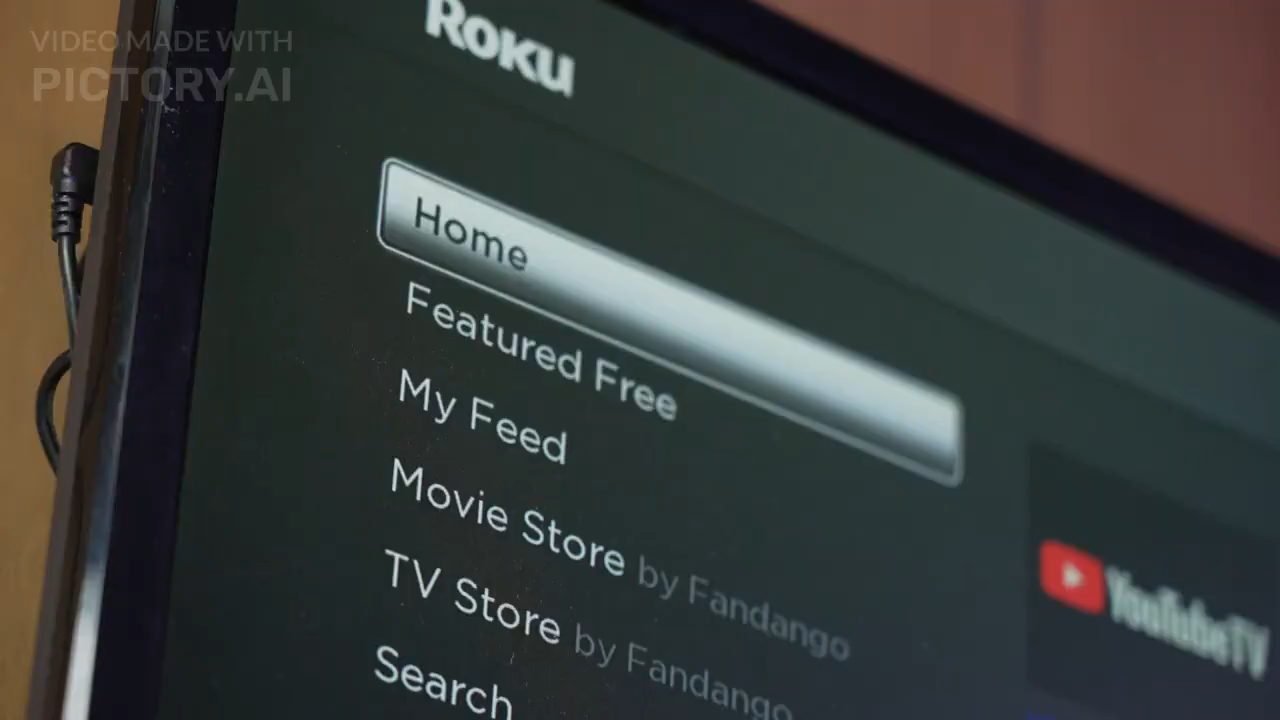 VIDEO MADE WITH
PICTORY.AI
Roku
Home
Featured Free
My Feed
Movie Store by Fandango
TV Store by Fandango
Search
YouTubeTV